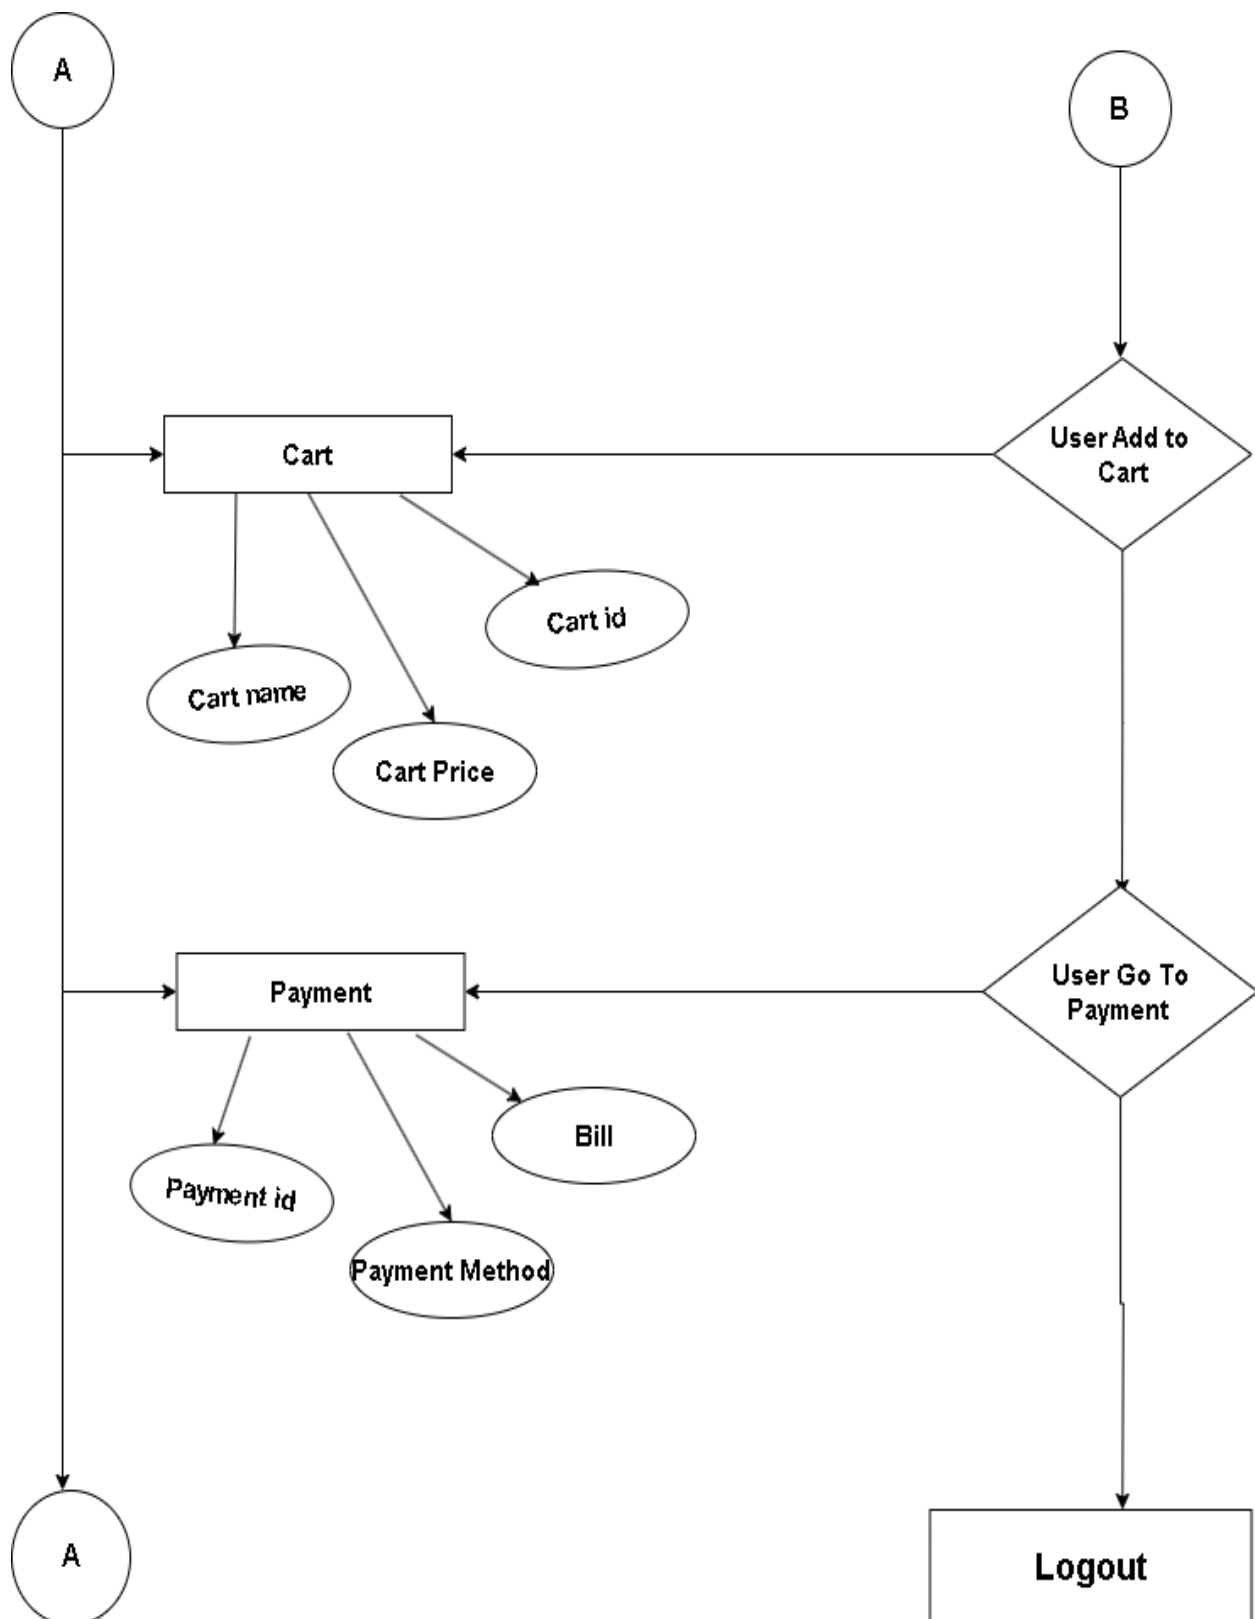 A
B
User Add to
Cart
Cart
Cart id
Cart name
Cart Price
User Go To
Payment
Payment
Bill
Payment id
Payment Method
A
Logout